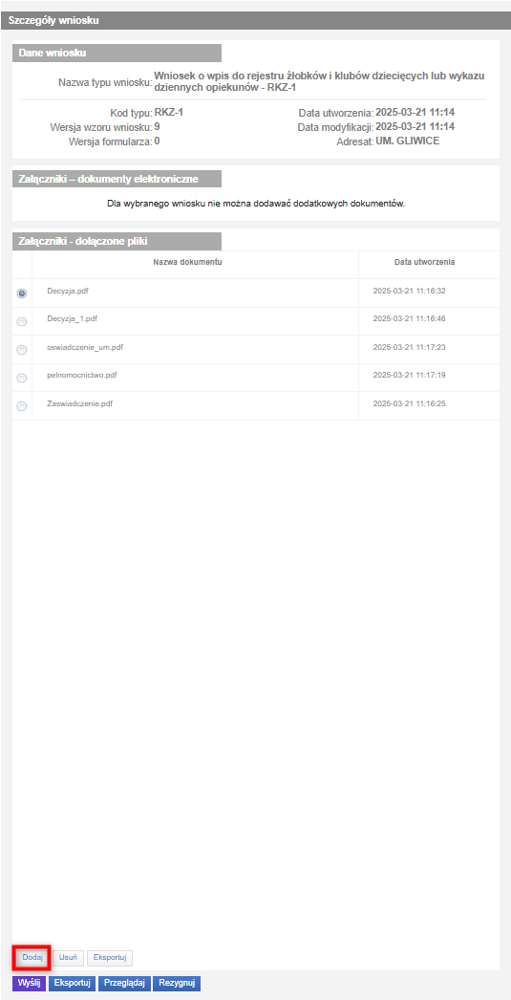 Szczegóły wniosku
Dane wniosku
Nazwa typu wniosku: Wniosek o wpis do rejestru żłobków i klubów dziecięcych lub wykazu
dziennych opiekunów - RKZ-1
Kod typu: RKZ-1 Data utworzenia: 2025-03-21 11:14
Wersja wzoru wniosku: 9 Data modyfikacji: 2025-03-21 11:14
Wersja formularza: 0 Adresat: UM. GLIWICE
Załączniki – dokumenty elektroniczne
Dla wybranego wniosku nie można dodawać dodatkowych dokumentów.
Załączniki - dołączone pliki
Nazwa dokumentu Data utworzenia
Decyzja.pdf 2025-03-21 11:16:32
Decyzja_1.pdf 2025-03-21 11:16:46
oswiadczenie_um.pdf 2025-03-21 11:17:23
pelnomocnictwo.pdf 2025-03-21 11:17:19
Zaswiadczenie.pdf 2025-03-21 11:16:25
Dodaj Usuń Eksportuj
Wyślij Eksportuj Przeglądaj Rezygnuj